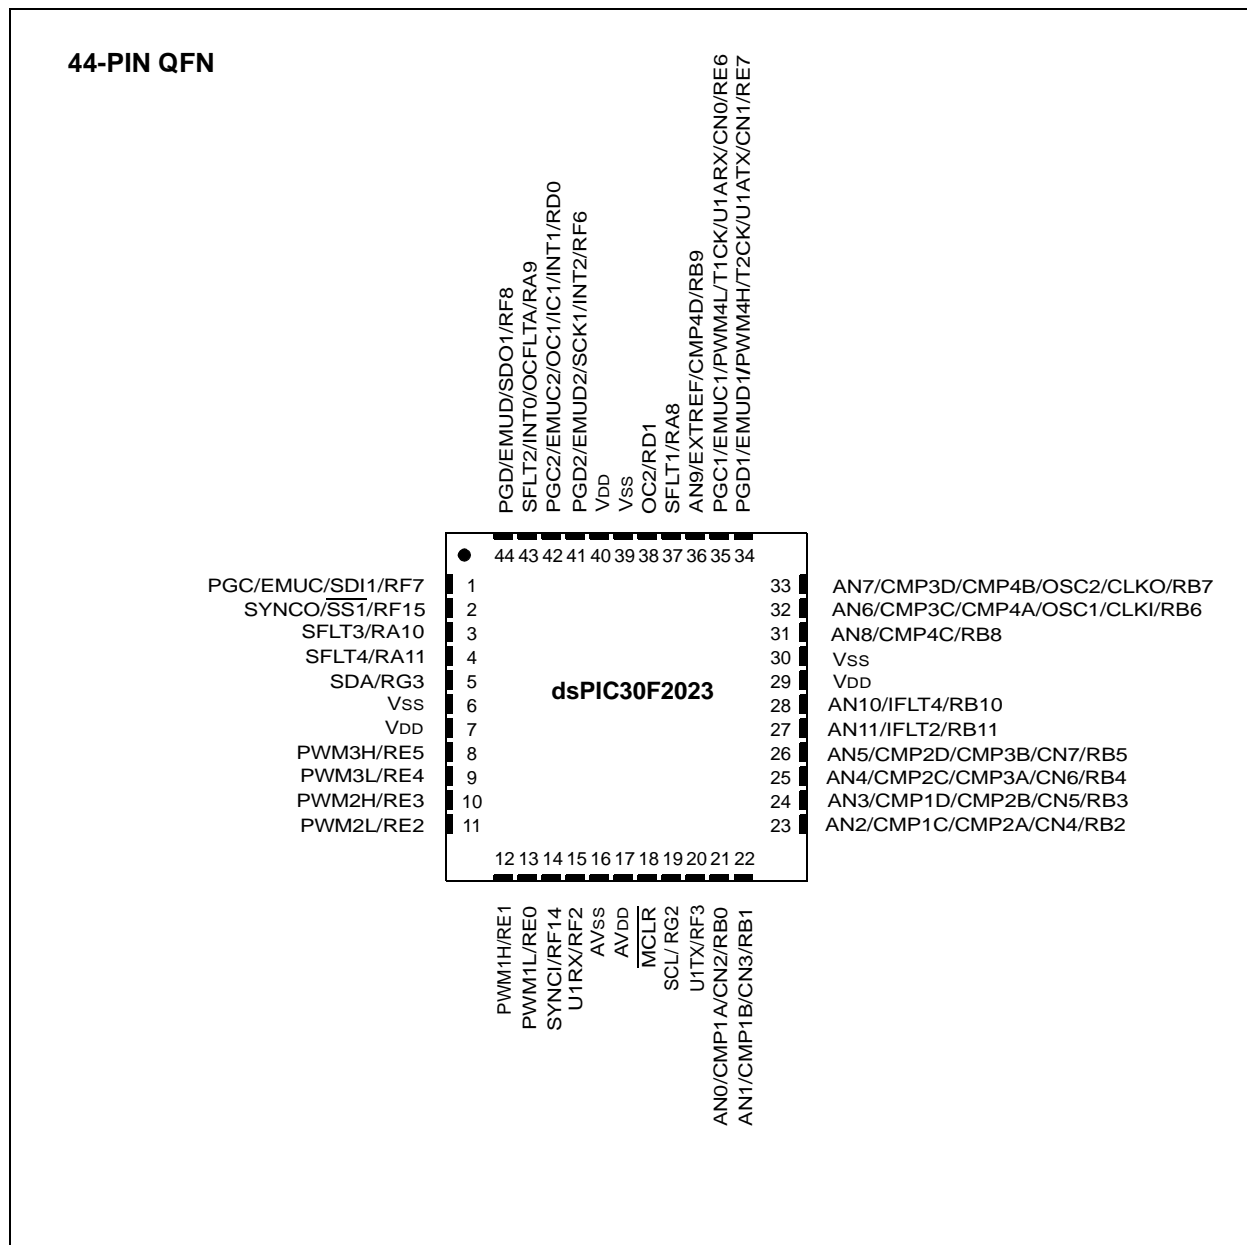 44-PIN QFN
PGD/EMUD/SDO1/RF8
SFLT2/INT0/OCFLTA/RA9
PGC2/EMUC2/OC1/IC1/INT1/RD0
PGD2/EMUD2/SCK1/INT2/RF6
VDD
VSS
OC2/RD1
SFLT1/RA8
AN9/EXTREF/CMP4D/RB9
PGC1/EMUC1/PWM4L/T1CK/U1ARX/CN0/RE6
PGD1/EMUD1/PWM4H/T2CK/U1ATX/CN1/RE7
44 43 42 41 40 39 38 37 36 35 34
PGC/EMUC/SDI1/RF7 1
SYNCO/SS1/RF15 2
SFLT3/RA10 3
SFLT4/RA11 4
SDA/RG3 5
VSS 6
VDD 7
PWM3H/RE5 8
PWM3L/RE4 9
PWM2H/RE3 10
PWM2L/RE2 11
dsPIC30F2023
33 AN7/CMP3D/CMP4B/OSC2/CLKO/RB7
32 AN6/CMP3C/CMP4A/OSC1/CLKI/RB6
31 AN8/CMP4C/RB8
30 VSS
29 VDD
28 AN10/IFLT4/RB10
27 AN11/IFLT2/RB11
26 AN5/CMP2D/CMP3B/CN7/RB5
25 AN4/CMP2C/CMP3A/CN6/RB4
24 AN3/CMP1D/CMP2B/CN5/RB3
23 AN2/CMP1C/CMP2A/CN4/RB2
12 13 14 15 16 17 18 19 20 21 22
PWM1H/RE1
PWM1L/RE0
SYNCI/RF14
U1RX/RF2
AVSS
AVDD
MCLR
SCL/ RG2
U1TX/RF3
AN0/CMP1A/CN2/RB0
AN1/CMP1B/CN3/RB1